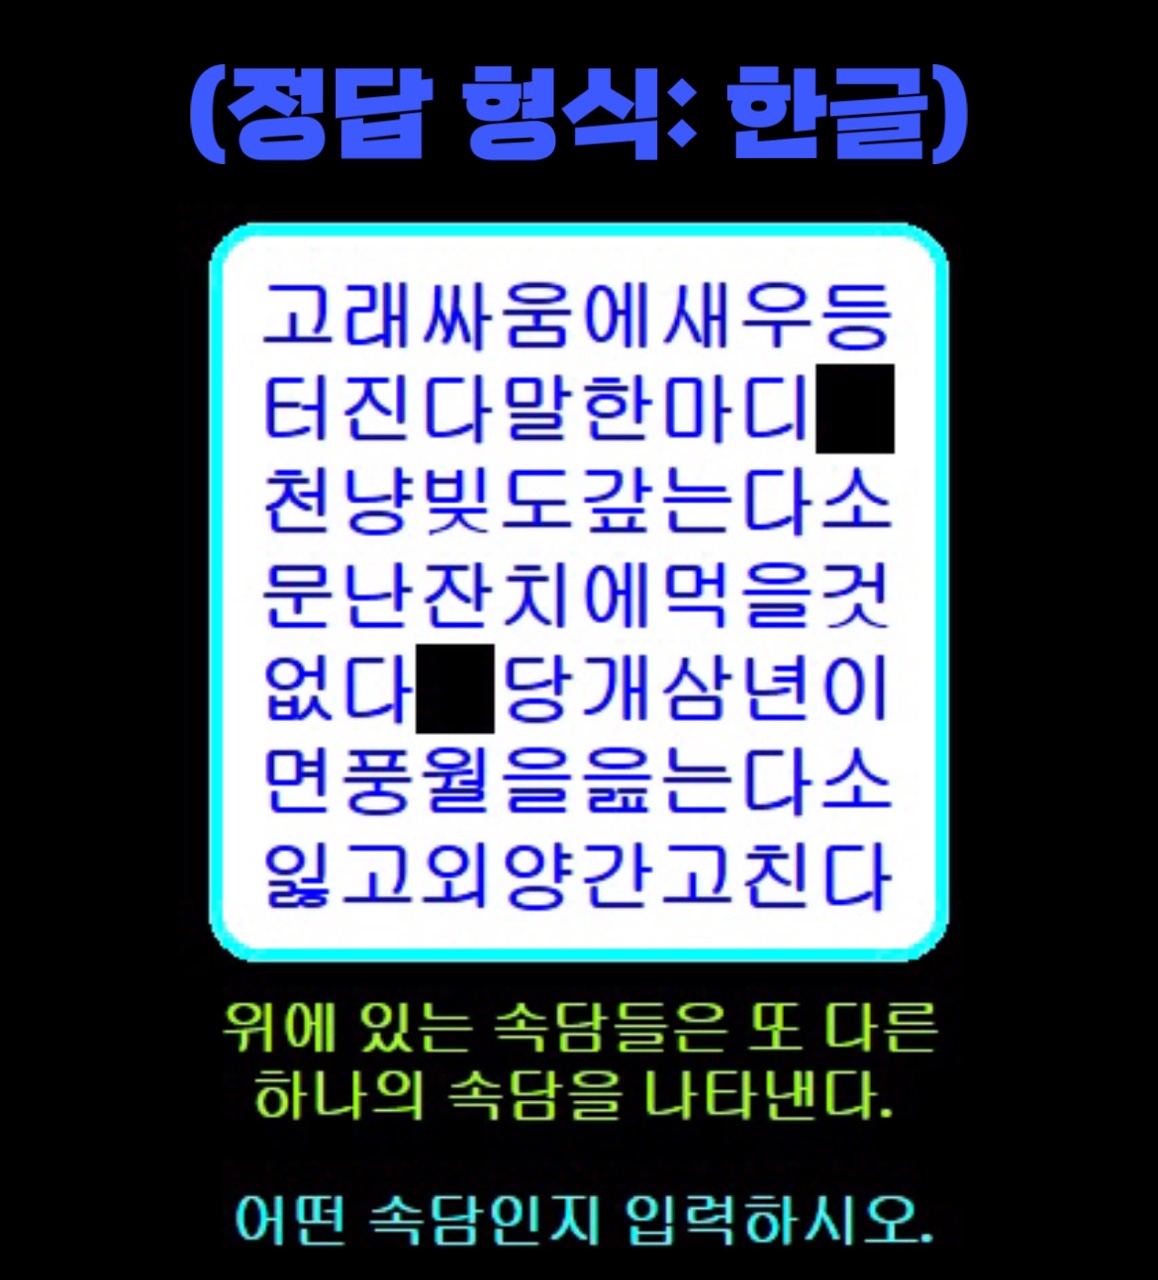 (정답 형식: 한글)
고래싸움에새우등
터진다말한마디
천냥빚도갚는다소
문난잔치에먹을것
없다 당개삼년이
면풍월을읊는다소
잃고외양간고친다
위에 있는 속담들은 또 다른
하나의 속담을 나타낸다.
어떤 속담인지 입력하시오.